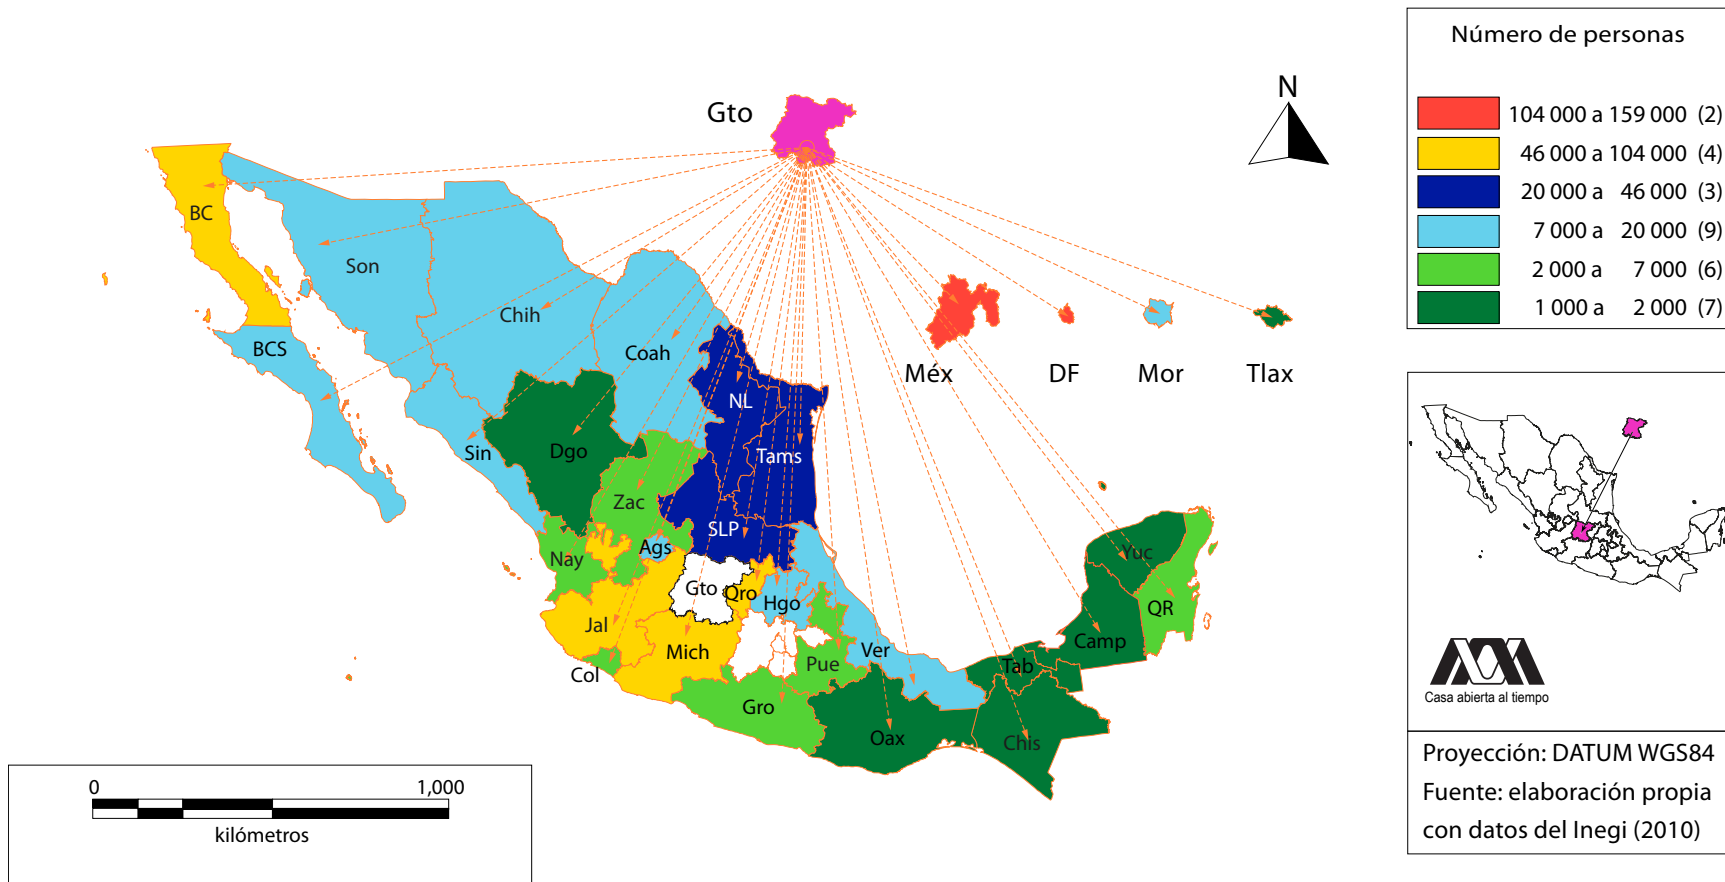 Número de personas
104 000 a 159 000 (2)
46 000 a 104 000 (4)
20 000 a 46 000 (3)
7 000 a 20 000 (9)
2 000 a 7 000 (6)
1 000 a 2 000 (7)
N
Gto
BC
Son
Chih
BCS
Coah
Méx
DF
Mor
Tlax
NL
Sin
Dgo
Tams
Zac
SLP
Nay
Ags
Yuc
Gto
Qro
Hgo
QR
Jal
Mich
Camp
Col
Pue
Ver
Tab
Gro
Oax
Chis
Casa abierta al tiempo
0 1,000
kilómetros
Proyección: DATUM WGS84
Fuente: elaboración propia
con datos del Inegi (2010)